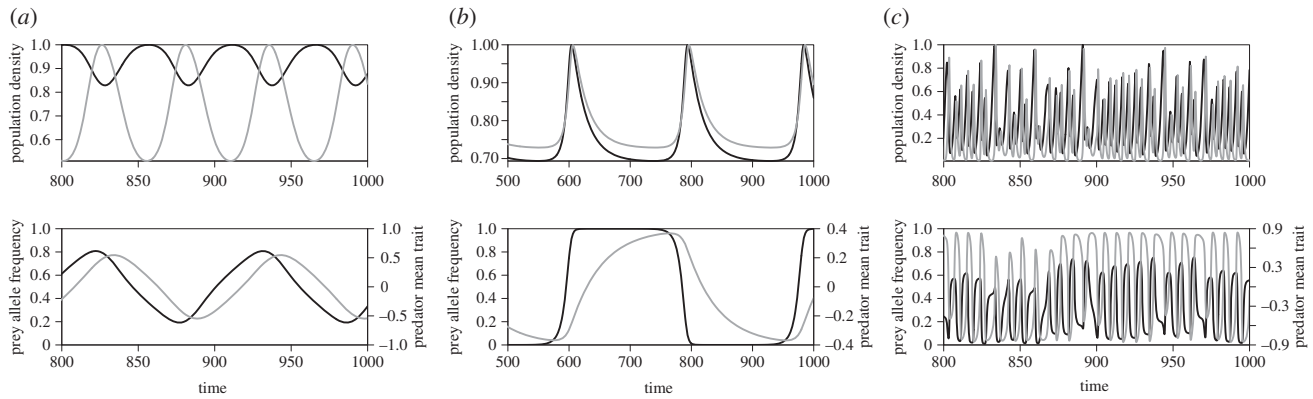 (a) (b) (c)
population density
1.0
0.9
0.8
0.7
0.6
800 850 900 950 1000
population density
1.00
0.90
0.80
0.70
500 600 700 800 900 1000
population density
1.0
0.8
0.6
0.4
0.2
800 850 900 950 1000
prey allele frequency
1.0
0.8
0.6
0.4
0.2
0
800 850 900 950 1000
time
1.0
0.5
0
–0.5
–1.0
predator mean trait
prey allele frequency
1.0
0.8
0.6
0.4
0.2
0
500 600 700 800 900 1000
time
0.4
0.2
0
–0.2
–0.4
predator mean trait
prey allele frequency
1.0
0.8
0.6
0.4
0.2
0
800 850 900 950 1000
time
0.9
0.3
–0.3
–0.9
predator mean trait